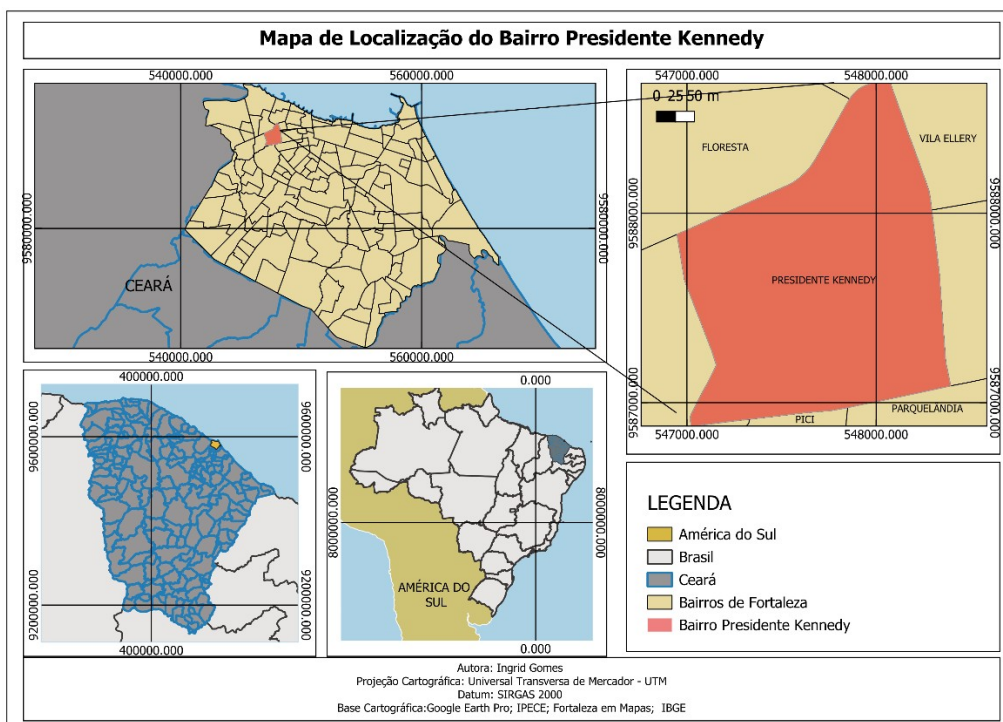 Mapa de Localização do Bairro Presidente Kennedy
540000.000
560000.000
9580000.000
9580000.000
CEARÁ
540000.000
560000.000
547000.000
548000.000
0 25 50 m
FLORESTA
VILA ELLERY
9588000.000
9588000.000
PRESIDENTE KENNEDY
9587000.000
9587000.000
PARQUELANDIA
PICI
547000.000
548000.000
400000.000
9600000.000
9600000.000
9200000.000
9200000.000
400000.000
0.000
8000000.000
8000000.000
AMÉRICA DO
SUL
0.000
LEGENDA
América do Sul
Brasil
Ceará
Bairros de Fortaleza
Bairro Presidente Kennedy
Autora: Ingrid Gomes
Projeção Cartográfica: Universal Transversa de Mercador - UTM
Datum: SIRGAS 2000
Base Cartográfica:Google Earth Pro; IPECE; Fortaleza em Mapas; IBGE